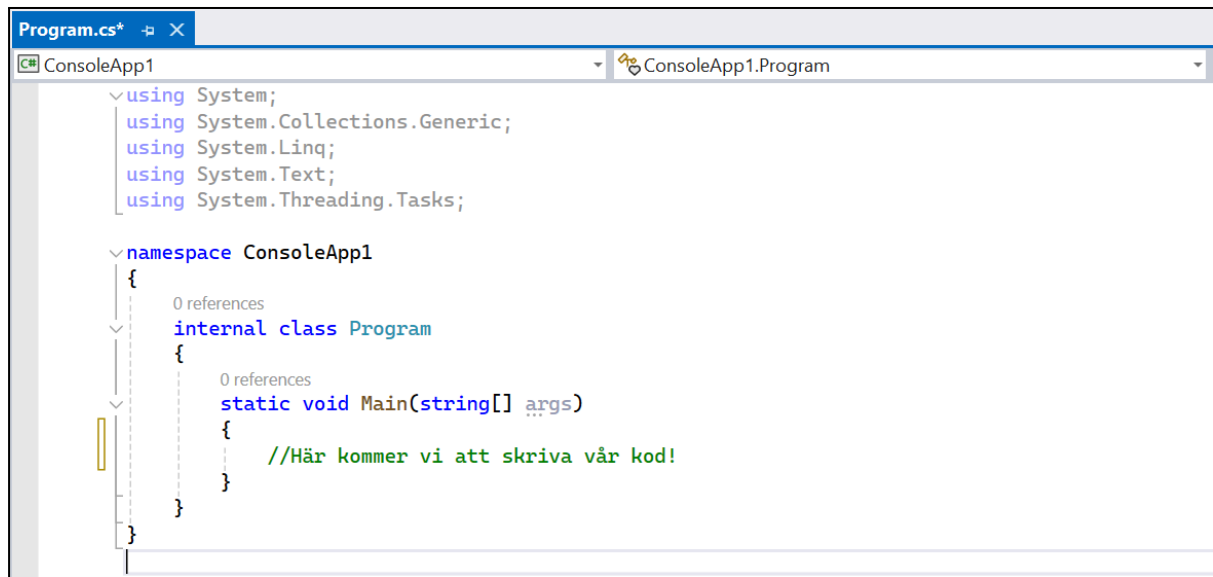 Program.cs*
ConsoleApp1 ConsoleApp1.Program
using System;
using System.Collections.Generic;
using System.Linq;
using System.Text;
using System.Threading.Tasks;
namespace ConsoleApp1
{
0 references
internal class Program
{
0 references
static void Main(string[] args)
{
//Här kommer vi att skriva vår kod!
}
}
}